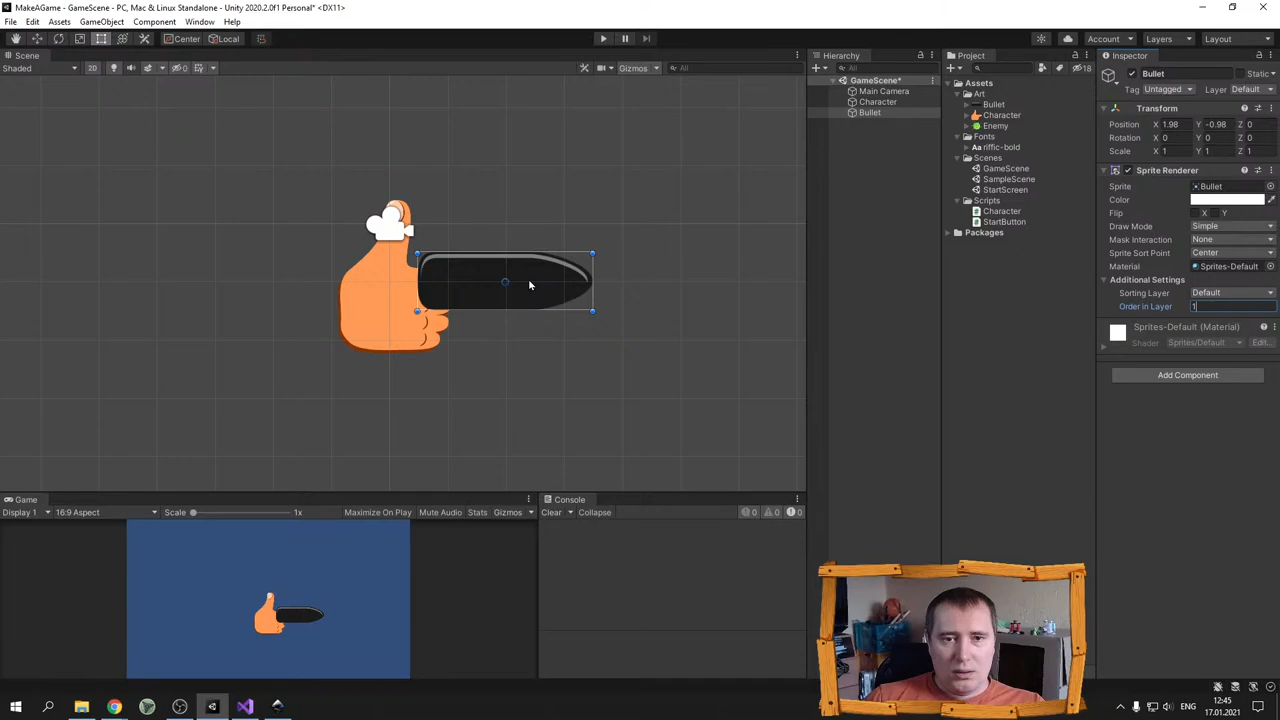 MakeAGame - GameScene - PC, Mac & Linux Standalone - Unity 2020.2.0f1 Personal* <DX11>
File Edit Assets GameObject Component Window Help
Center Local
Account Layers Layout
Scene
Shaded 2D 0 Gizmos All
Hierarchy
All
GameScene*
Main Camera
Character
Bullet
Project
18
Assets
Art
Bullet
Character
Enemy
Fonts
Aa riffic-bold
Scenes
GameScene
SampleScene
StartScreen
Scripts
Character
StartButton
Packages
Inspector
Bullet Static
Tag Untagged Layer Default
Transform
Position X 1.98 Y -0.98 Z 0
Rotation X 0 Y 0 Z 0
Scale X 1 Y 1 Z 1
Sprite Renderer
Sprite Bullet
Color
Flip X Y
Draw Mode Simple
Mask Interaction None
Sprite Sort Point Center
Material Sprites-Default
Additional Settings
Sorting Layer Default
Order in Layer 1
Sprites-Default (Material)
Shader Sprites/Default Edit...
Add Component
Game
Display 1 16:9 Aspect Scale 1x Maximize On Play Mute Audio Stats Gizmos
Console
Clear Collapse 0 0 0
ENG
12:45
17.01.2021